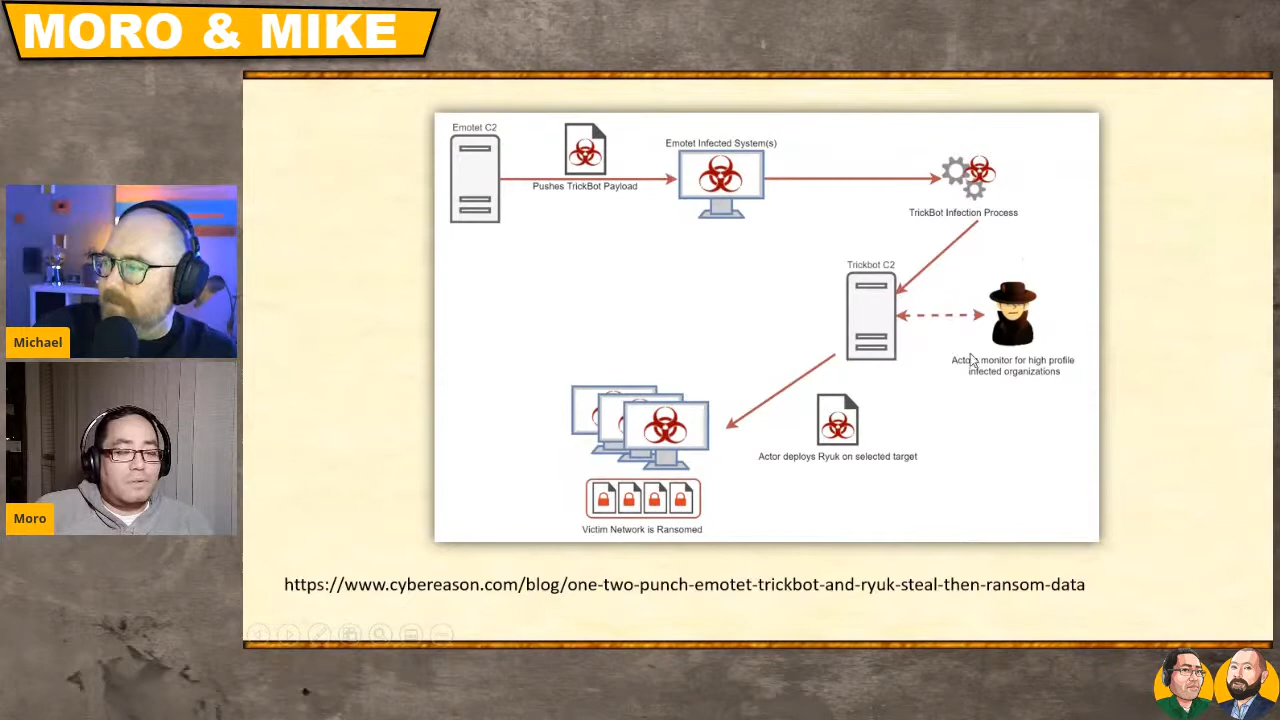 MORO & MIKE
Emotet C2
Pushes TrickBot Payload
Emotet Infected System(s)
TrickBot Infection Process
Trickbot C2
Actors monitor for high profile
infected organizations
Actor deploys Ryuk on selected target
Victim Network is Ransomed
Michael
Moro
https://www.cybereason.com/blog/one-two-punch-emotet-trickbot-and-ryuk-steal-then-ransom-data